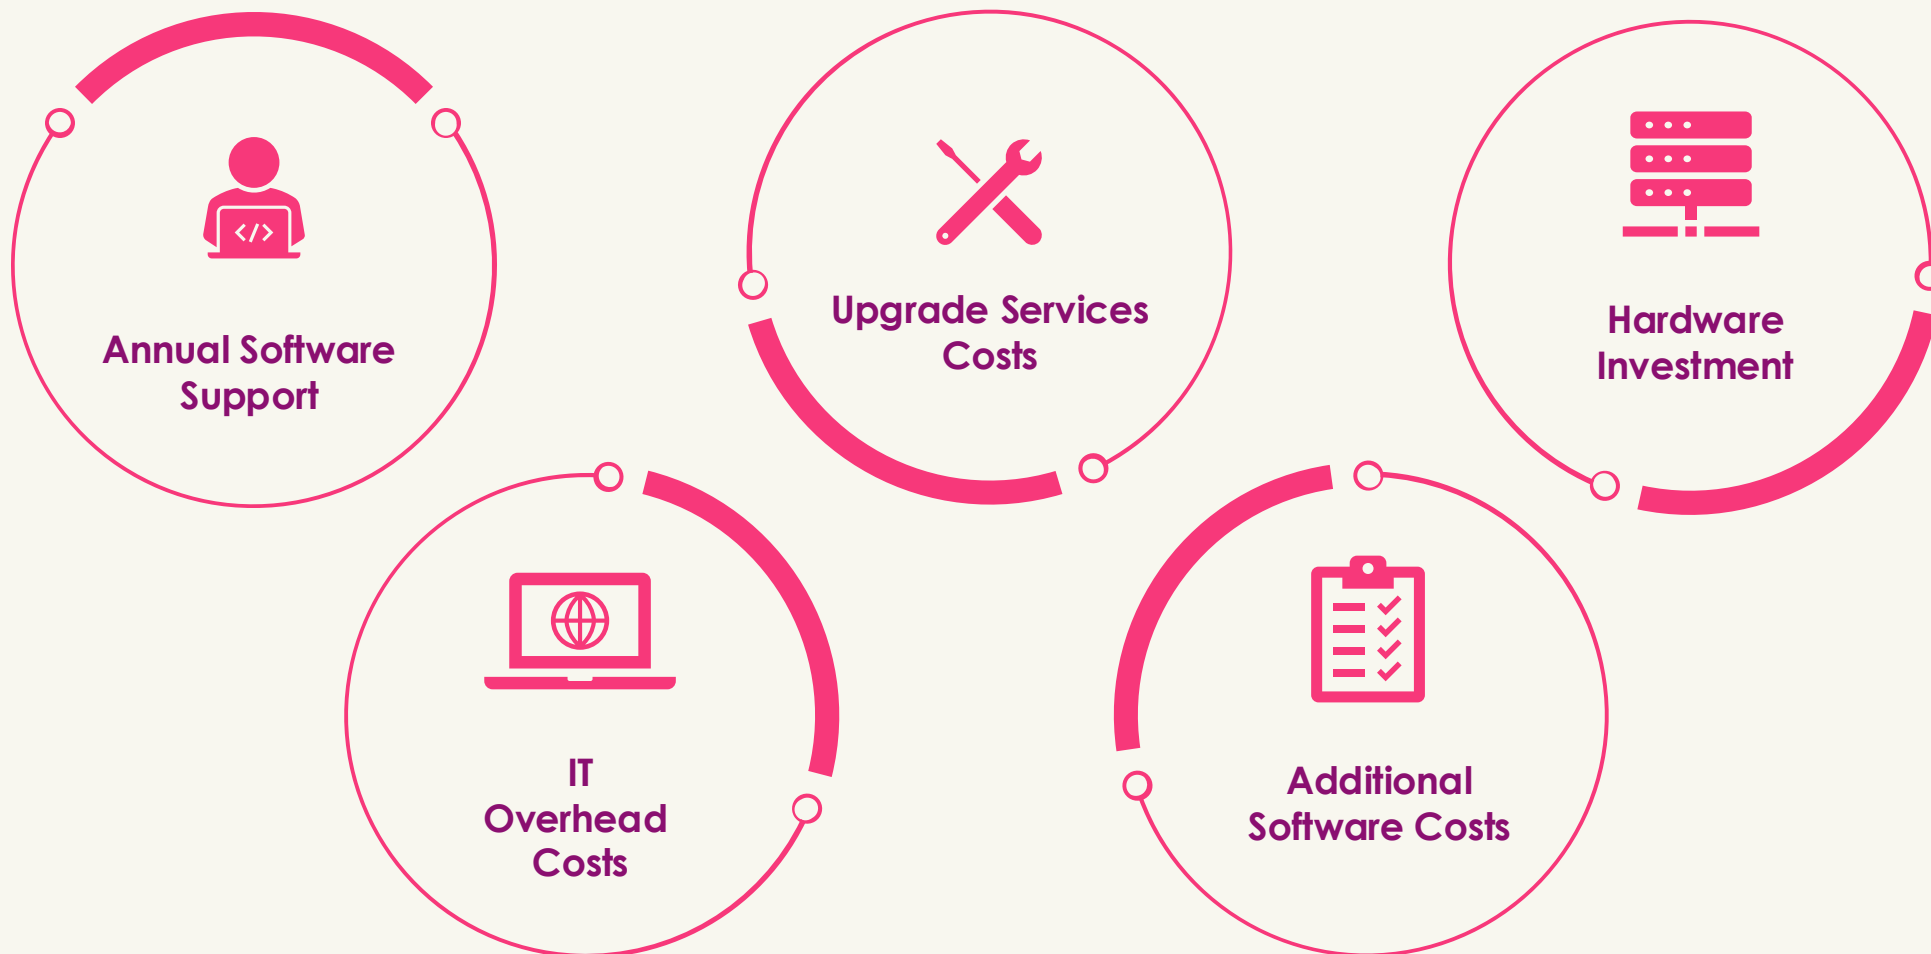 Annual Software
Support
Upgrade Services
Costs
Hardware
Investment
IT
Overhead
Costs
Additional
Software Costs